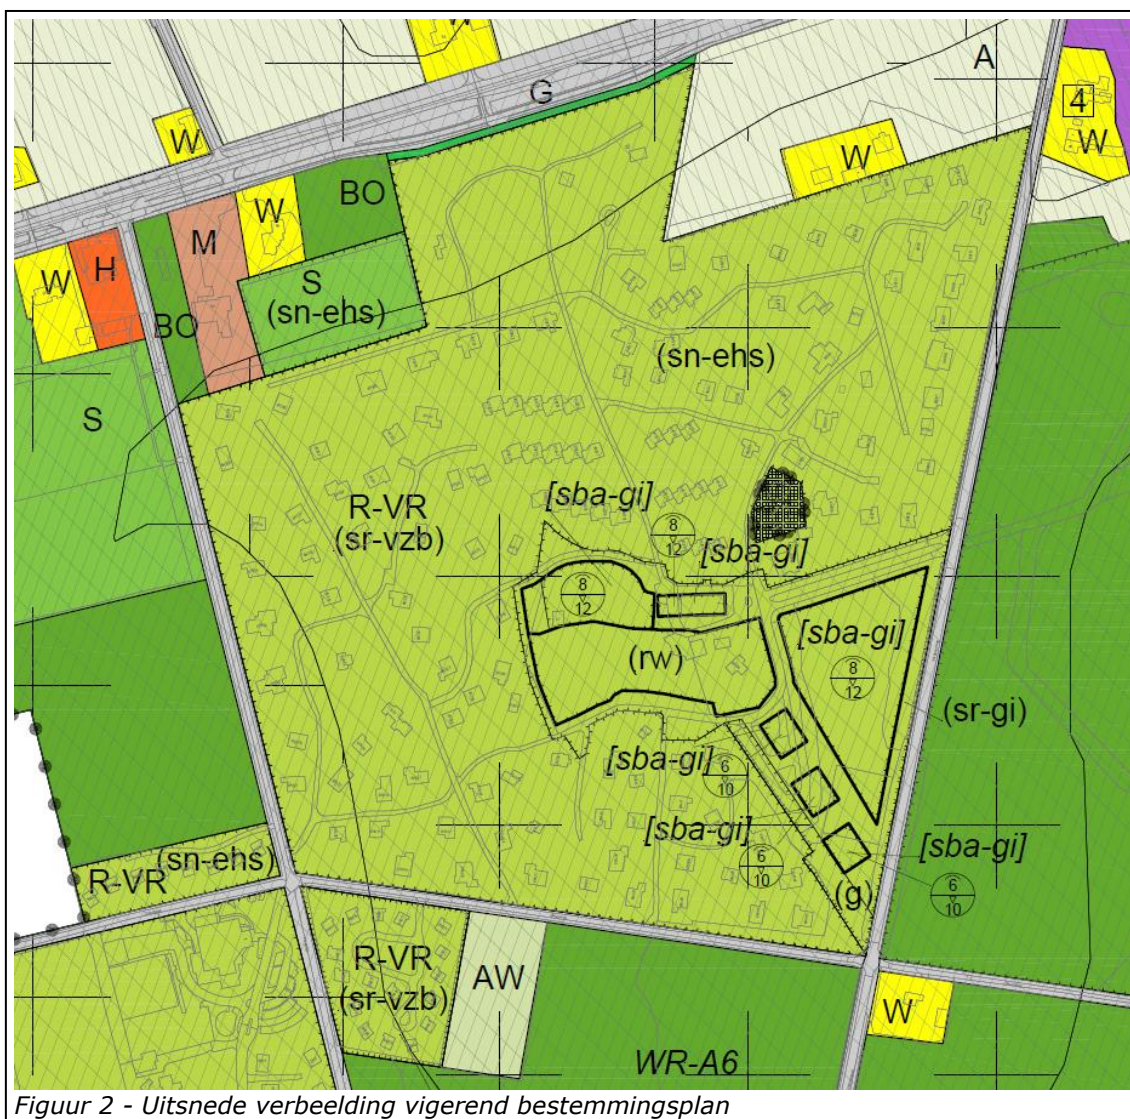 W
A
G
4
W
W
W
BO
W
M
S
(sn-ehs)
W
H
BO
(sn-ehs)
S
[sba-gi]
R-VR
(sr-vzb)
8
12
[sba-gi]
8
12
[sba-gi]
(rw)
8
12
(sr-gi)
[sba-gi]
6
10
[sba-gi]
[sba-gi]
(sn-ehs)
R-VR
6
10
(g)
6
10
R-VR
(sr-vzb)
AW
W
WR-A6
Figuur 2 - Uitsnede verbeelding vigerend bestemmingsplan